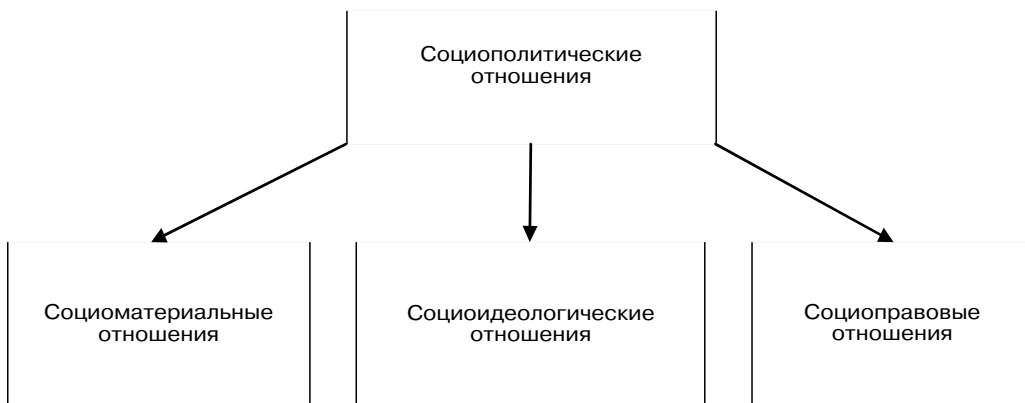 Социополитические
отношения
Социоматериальные
отношения
Социоидеологические
отношения
Социоправовые
отношения